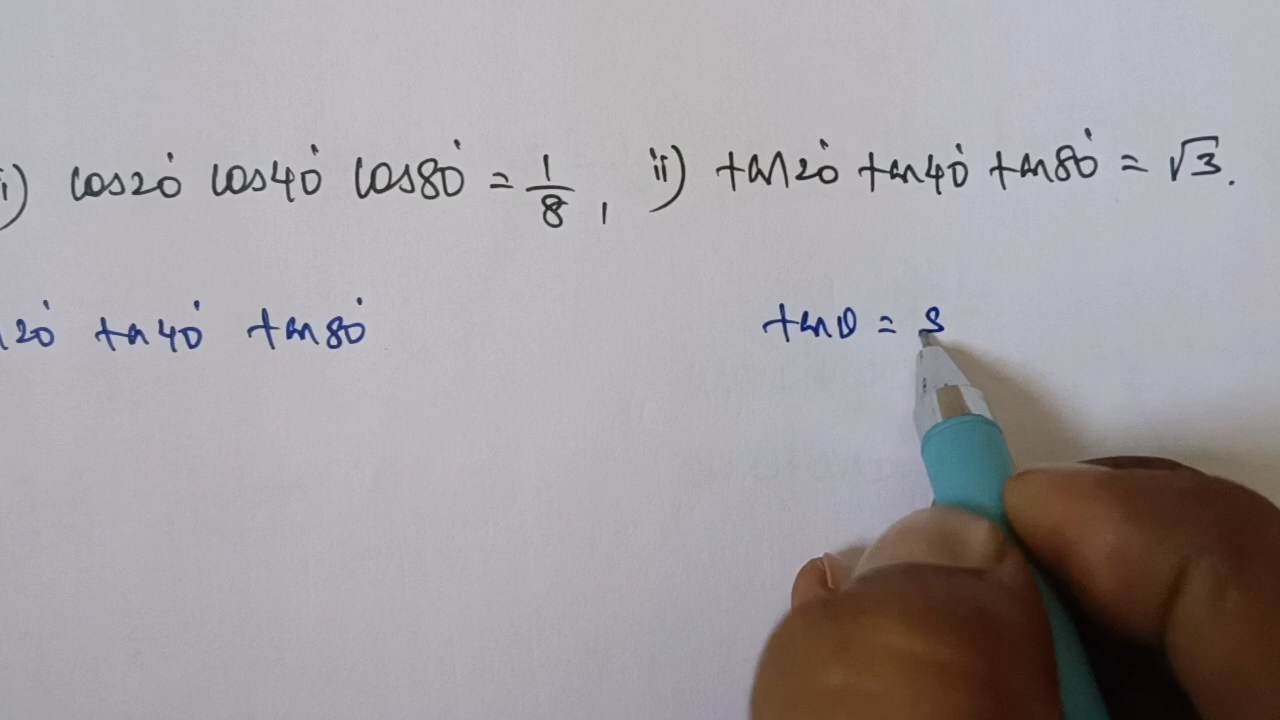 i) cos20° cos40° cos80° = 1/8, ii) tan20° tan40° tan80° = √3.
20° tan40° tan80° tanθ = s